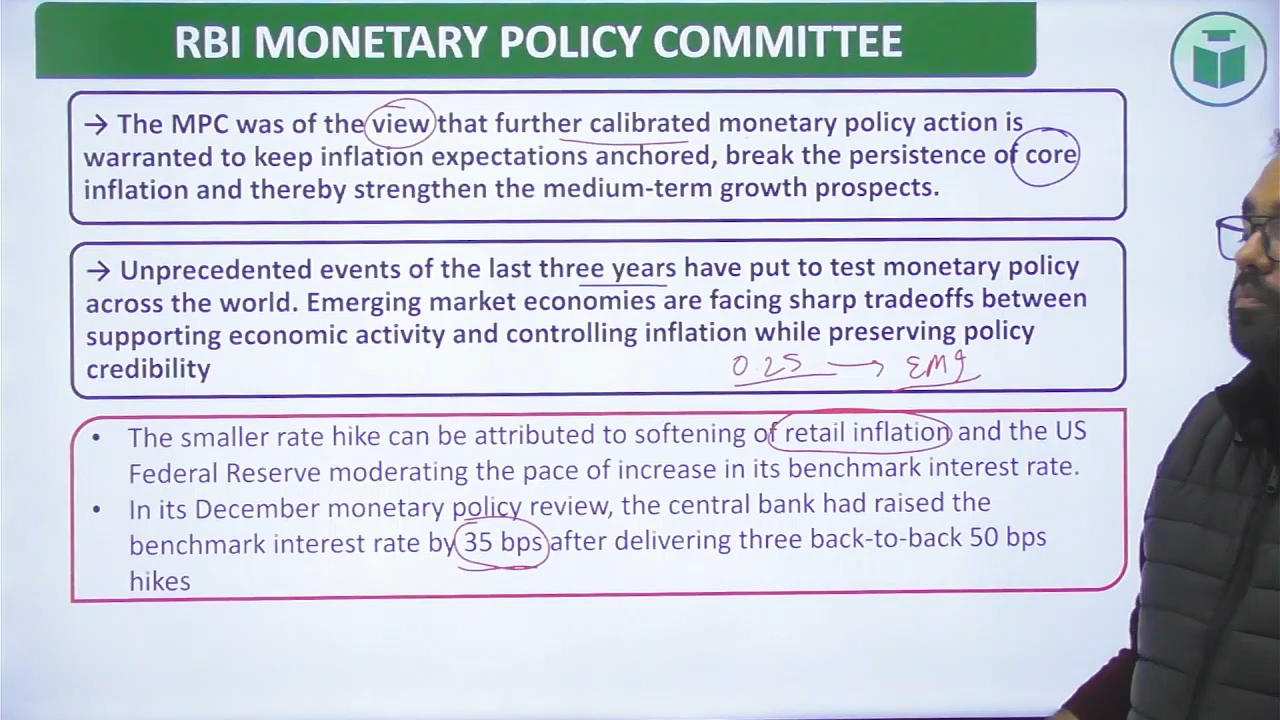 RBI MONETARY POLICY COMMITTEE
→ The MPC was of the view that further calibrated monetary policy action is
warranted to keep inflation expectations anchored, break the persistence of core
inflation and thereby strengthen the medium-term growth prospects.
→ Unprecedented events of the last three years have put to test monetary policy
across the world. Emerging market economies are facing sharp tradeoffs between
supporting economic activity and controlling inflation while preserving policy
credibility
0.25 →
• The smaller rate hike can be attributed to softening of retail inflation and the US
Federal Reserve moderating the pace of increase in its benchmark interest rate.
• In its December monetary policy review, the central bank had raised the
benchmark interest rate by 35 bps after delivering three back-to-back 50 bps
hikes